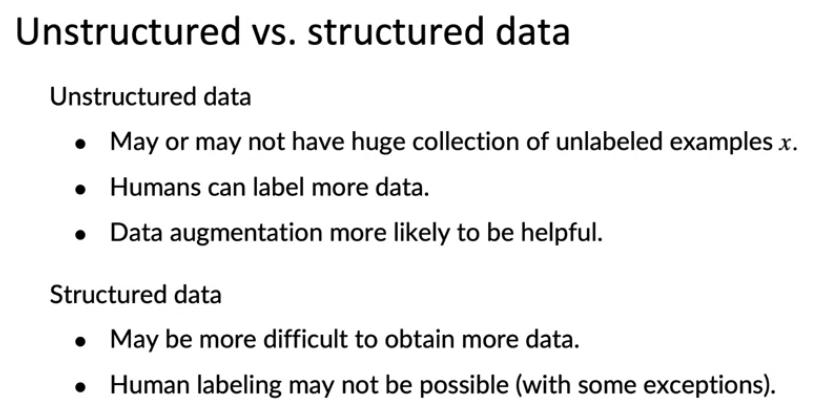 Unstructured vs. structured data
Unstructured data
• May or may not have huge collection of unlabeled examples x.
• Humans can label more data.
• Data augmentation more likely to be helpful.
Structured data
• May be more difficult to obtain more data.
• Human labeling may not be possible (with some exceptions).